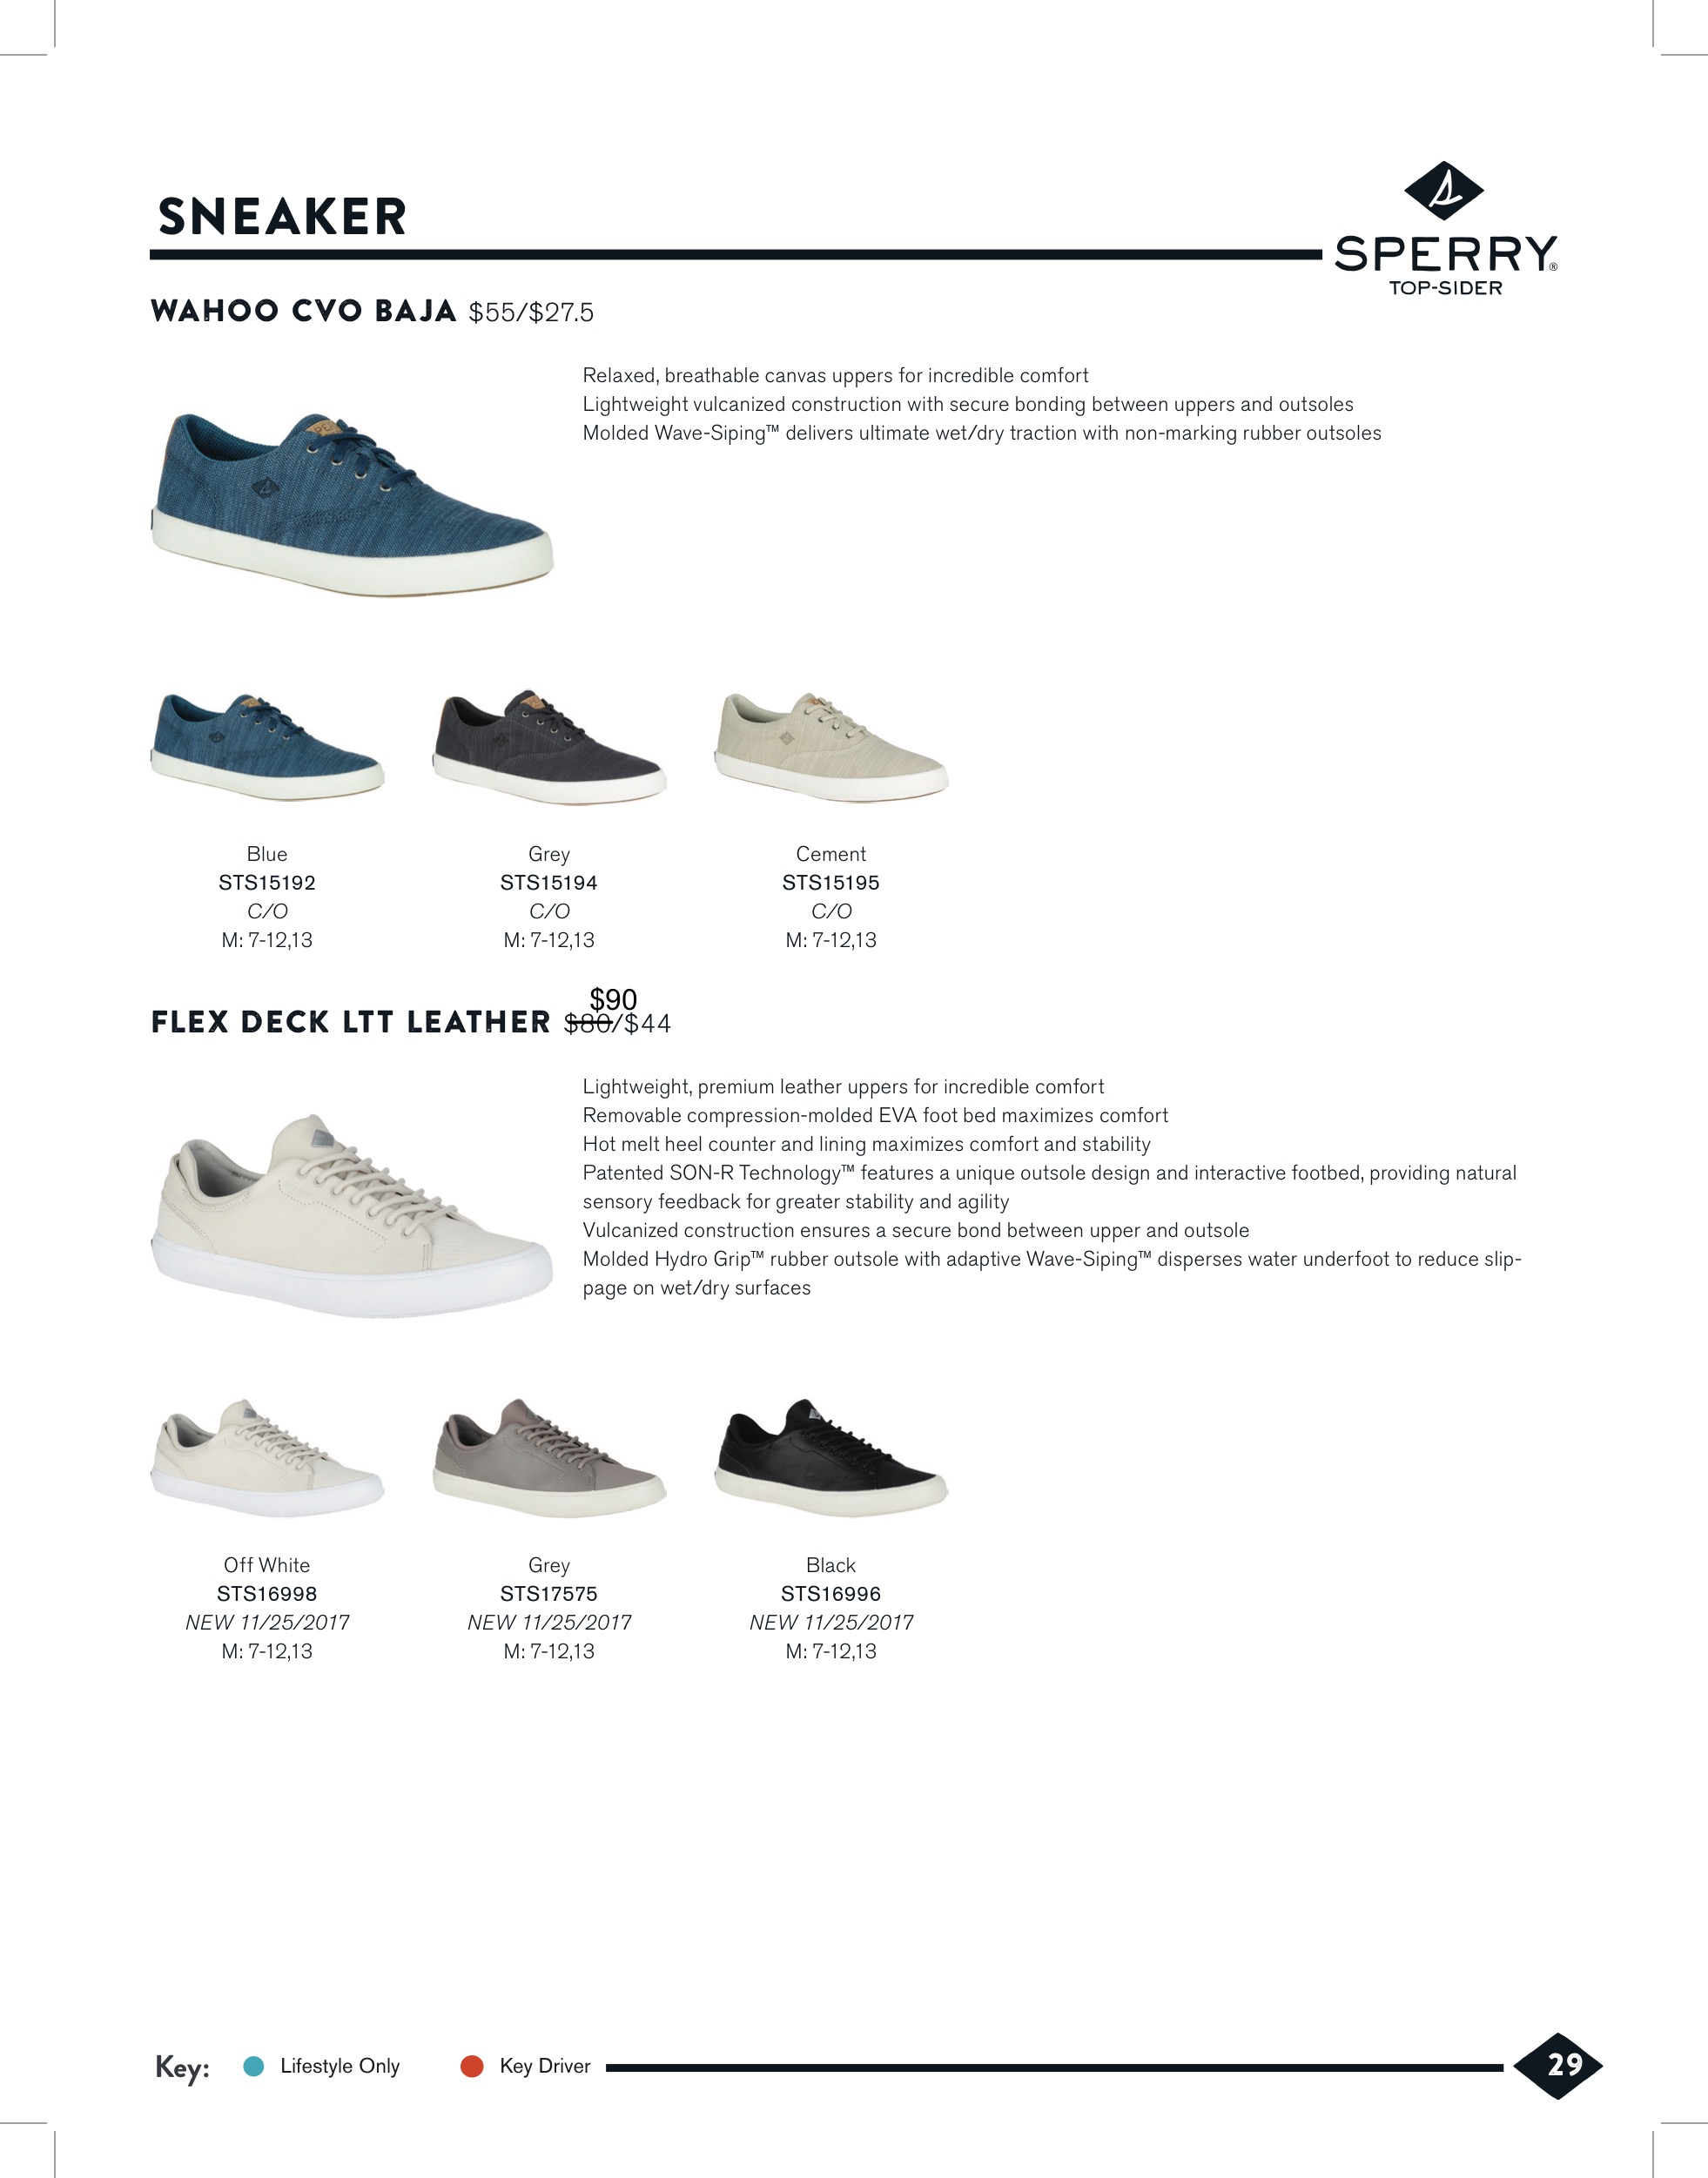 SNEAKER
SPERRY®
TOP-SIDER
WAHOO CVO BAJA $55/$27.5
Relaxed, breathable canvas uppers for incredible comfort
Lightweight vulcanized construction with secure bonding between uppers and outsoles
Molded Wave-Siping™ delivers ultimate wet/dry traction with non-marking rubber outsoles
Blue
STS15192
C/O
M: 7-12,13
Grey
STS15194
C/O
M: 7-12,13
Cement
STS15195
C/O
M: 7-12,13
$90
FLEX DECK LTT LEATHER $80/$44
Lightweight, premium leather uppers for incredible comfort
Removable compression-molded EVA foot bed maximizes comfort
Hot melt heel counter and lining maximizes comfort and stability
Patented SON-R Technology™ features a unique outsole design and interactive footbed, providing natural
sensory feedback for greater stability and agility
Vulcanized construction ensures a secure bond between upper and outsole
Molded Hydro Grip™ rubber outsole with adaptive Wave-Siping™ disperses water underfoot to reduce slip-
page on wet/dry surfaces
Off White
STS16998
NEW 11/25/2017
M: 7-12,13
Grey
STS17575
NEW 11/25/2017
M: 7-12,13
Black
STS16996
NEW 11/25/2017
M: 7-12,13
Key:
Lifestyle Only
Key Driver
29